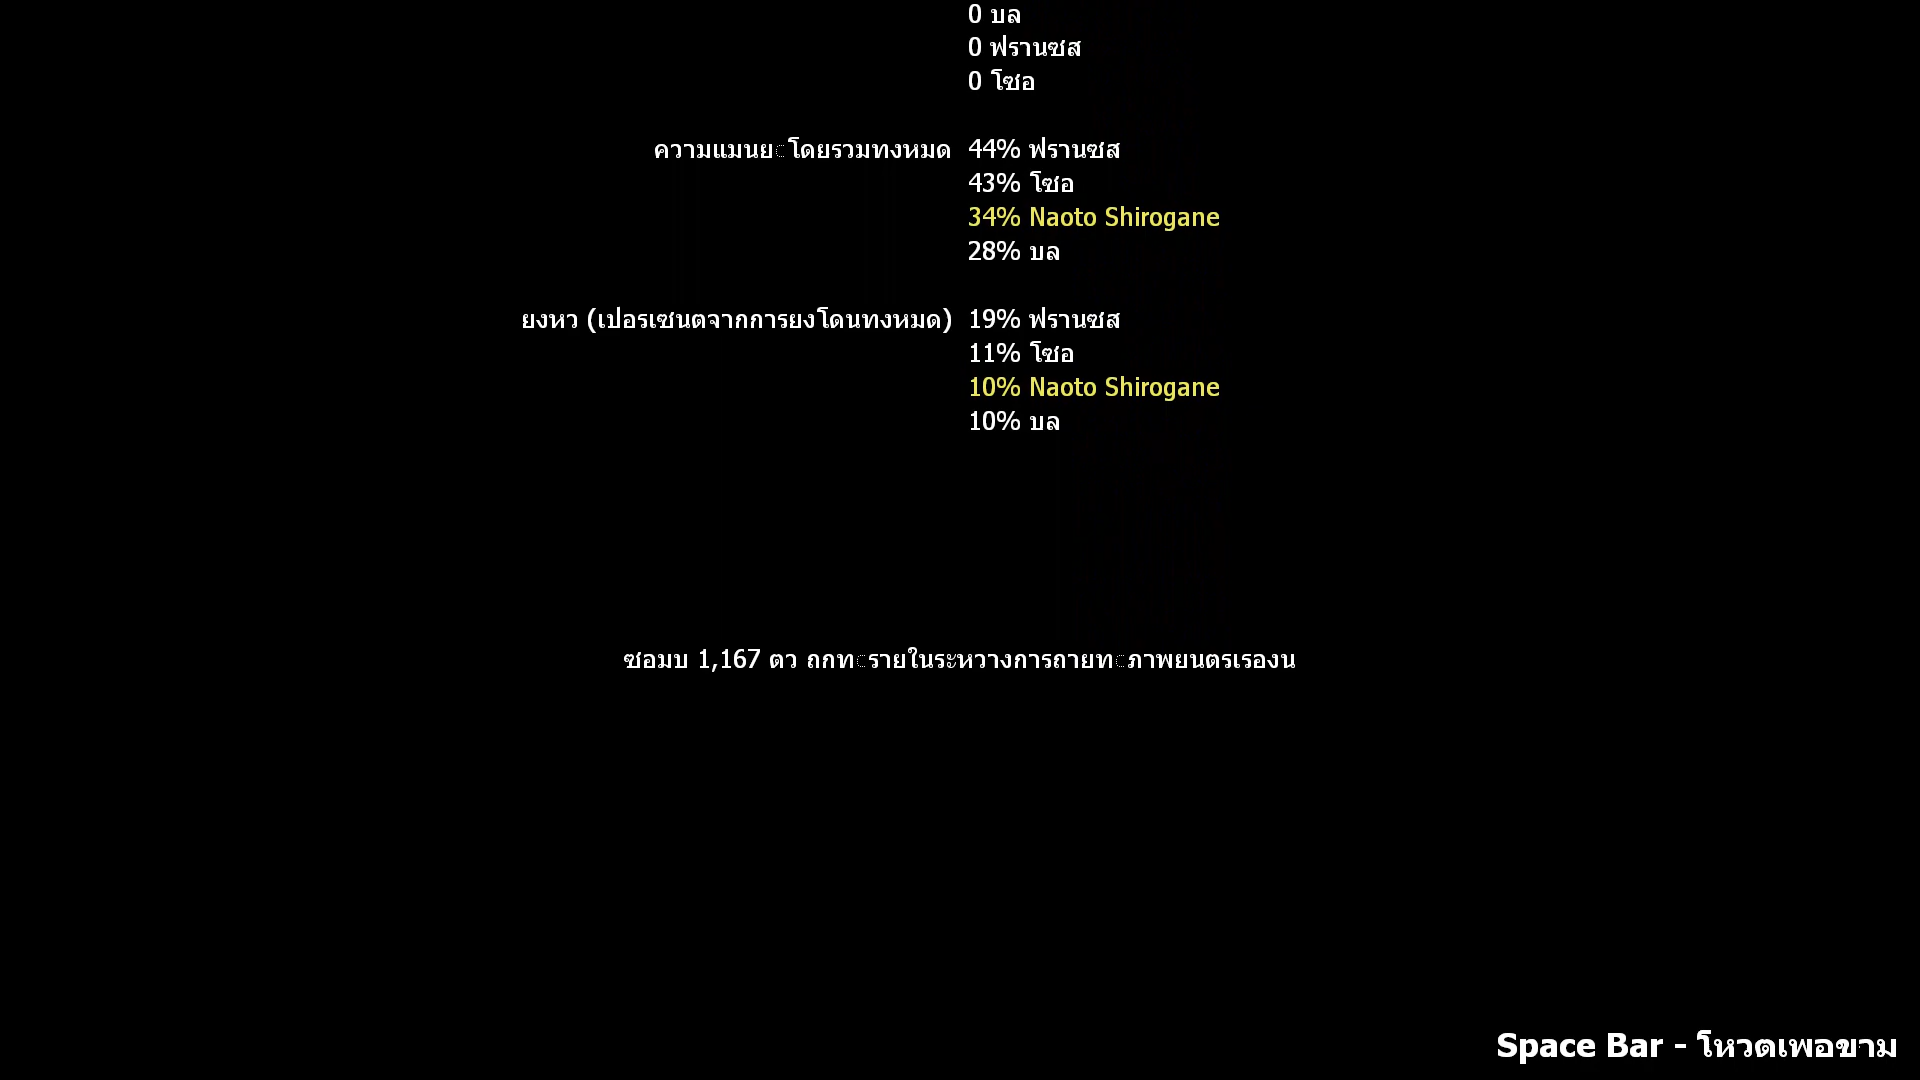 0 บล
0 ฟรานซส
0 โซอ
ความแมนย โดยรวมทงหมด 44% ฟรานซส
43% โซอ
34% Naoto Shirogane
28% บล
ยงหว (เปอรเซนตจากการยงโดนทงหมด) 19% ฟรานซส
11% โซอ
10% Naoto Shirogane
10% บล
ซอมบ 1,167 ตว ถกท รายในระหวางการถายท ภาพยนตรเรองน
Space Bar - โหวตเพอขาม